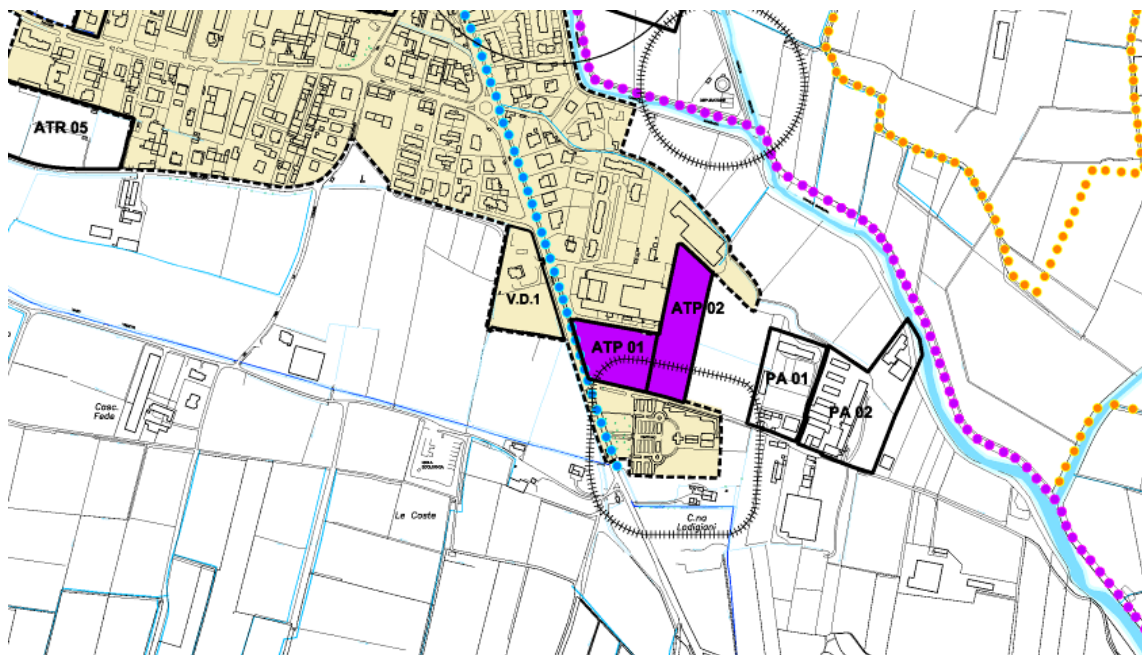 ATR 05
V.D.1
ATP 02
ATP 01
PA 01
PA 02
Casc.
Fede
Le Coste
C.na
Lodigiani